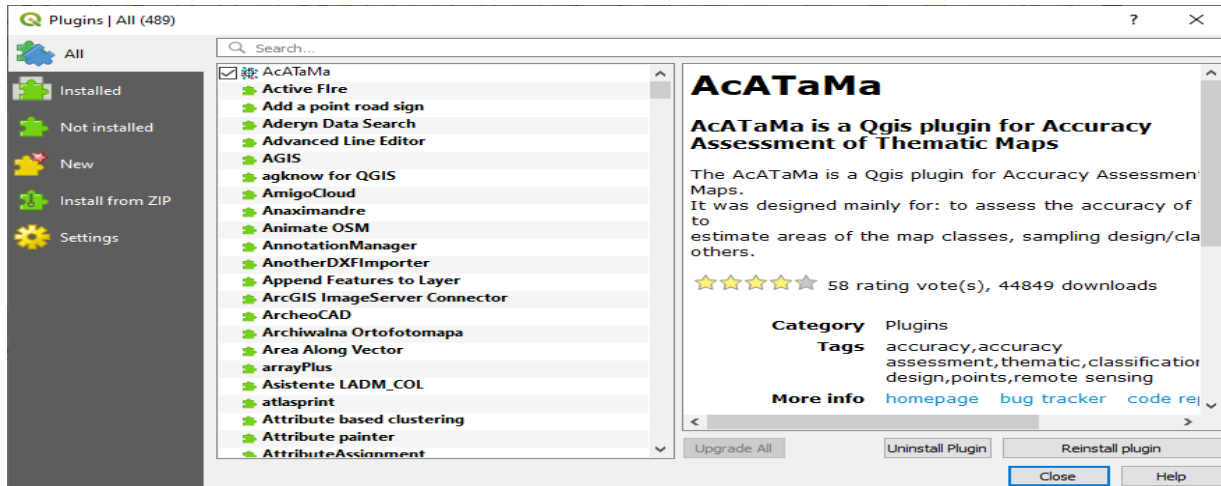 Plugins | All (489)
?
All
Installed
Not installed
New
Install from ZIP
Settings
Search...
AcATaMa
Active FIre
Add a point road sign
Aderyn Data Search
Advanced Line Editor
AGIS
agknow for QGIS
AmigoCloud
Anaximandre
Animate OSM
AnnotationManager
AnotherDXFImporter
Append Features to Layer
ArcGIS ImageServer Connector
ArcheoCAD
Archiwalna Ortofotomapa
Area Along Vector
arrayPlus
Asistente LADM_COL
atlasprint
Attribute based clustering
Attribute painter
AttributeAssignment
AcATaMa
AcATaMa is a Qgis plugin for Accuracy
Assessment of Thematic Maps
The AcATaMa is a Qgis plugin for Accuracy Assessment
Maps.
It was designed mainly for: to assess the accuracy of
to
estimate areas of the map classes, sampling design/cla
others.
58 rating vote(s), 44849 downloads
Category Plugins
Tags accuracy,accuracy
assessment,thematic,classification
design,points,remote sensing
More info homepage bug tracker code re
Upgrade All Uninstall Plugin Reinstall plugin
Close Help